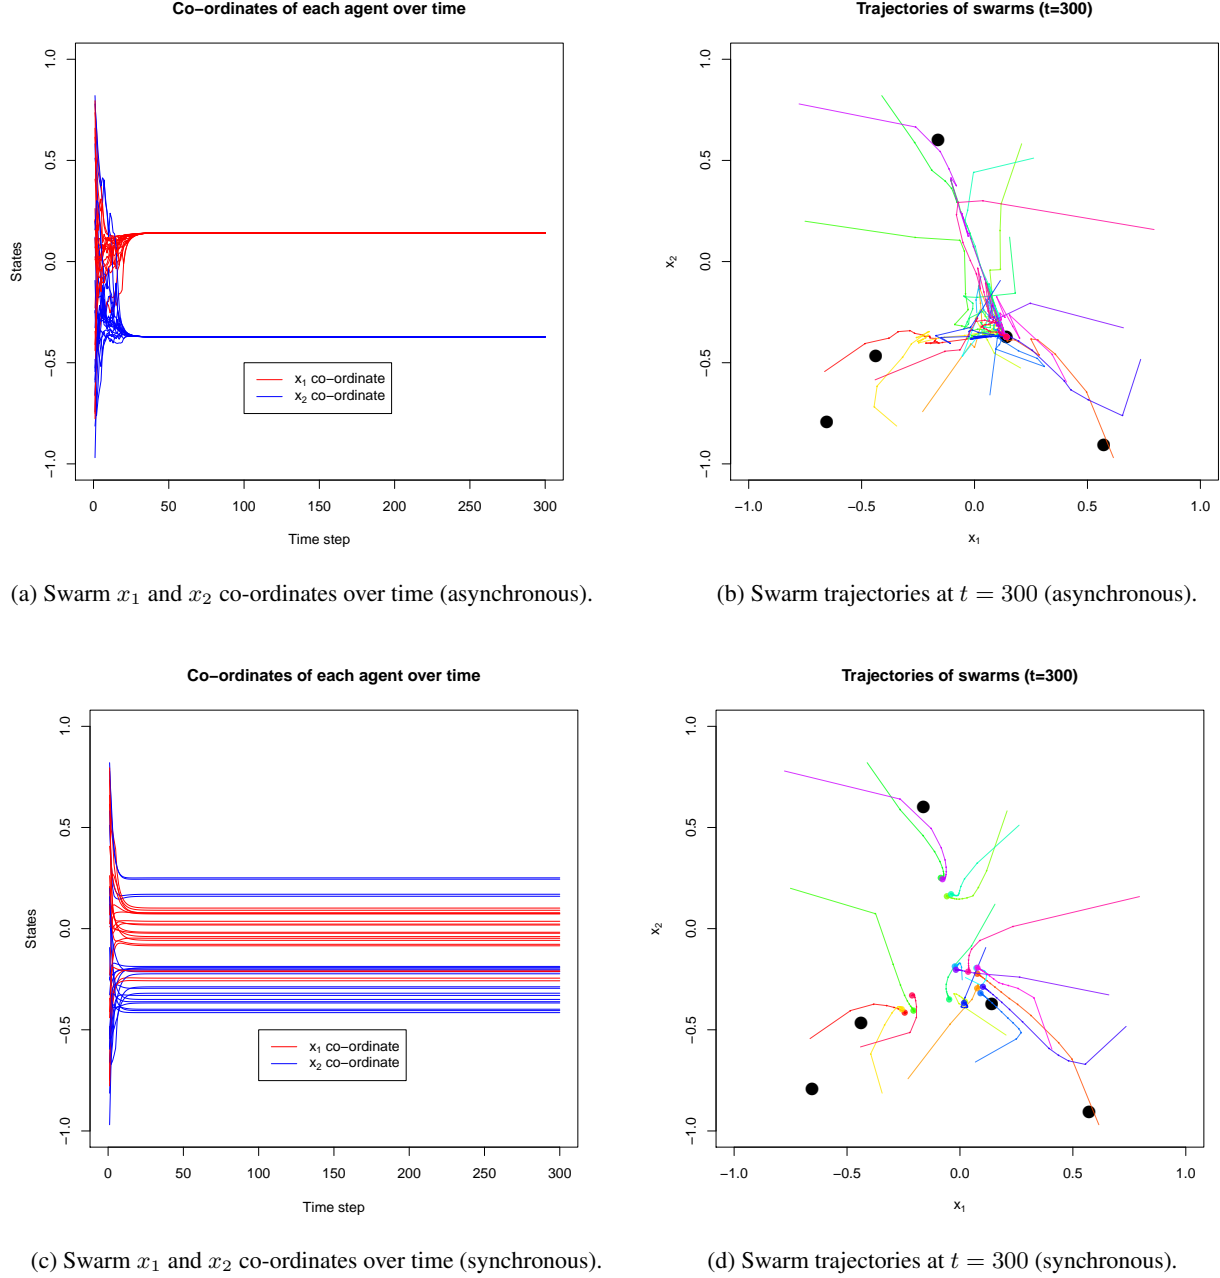 Co−ordinates of each agent over time
Trajectories of swarms (t=300)
1.0
0.5
0.0
−0.5
−1.0
States
x₁ co−ordinate
x₂ co−ordinate
0 50 100 150 200 250 300
Time step
1.0
0.5
0.0
−0.5
−1.0
x₂
−1.0 −0.5 0.0 0.5 1.0
x₁
(a) Swarm x₁ and x₂ co-ordinates over time (asynchronous).
(b) Swarm trajectories at t = 300 (asynchronous).
Co−ordinates of each agent over time
Trajectories of swarms (t=300)
1.0
0.5
0.0
−0.5
−1.0
States
x₁ co−ordinate
x₂ co−ordinate
0 50 100 150 200 250 300
Time step
1.0
0.5
0.0
−0.5
−1.0
x₂
−1.0 −0.5 0.0 0.5 1.0
x₁
(c) Swarm x₁ and x₂ co-ordinates over time (synchronous).
(d) Swarm trajectories at t = 300 (synchronous).